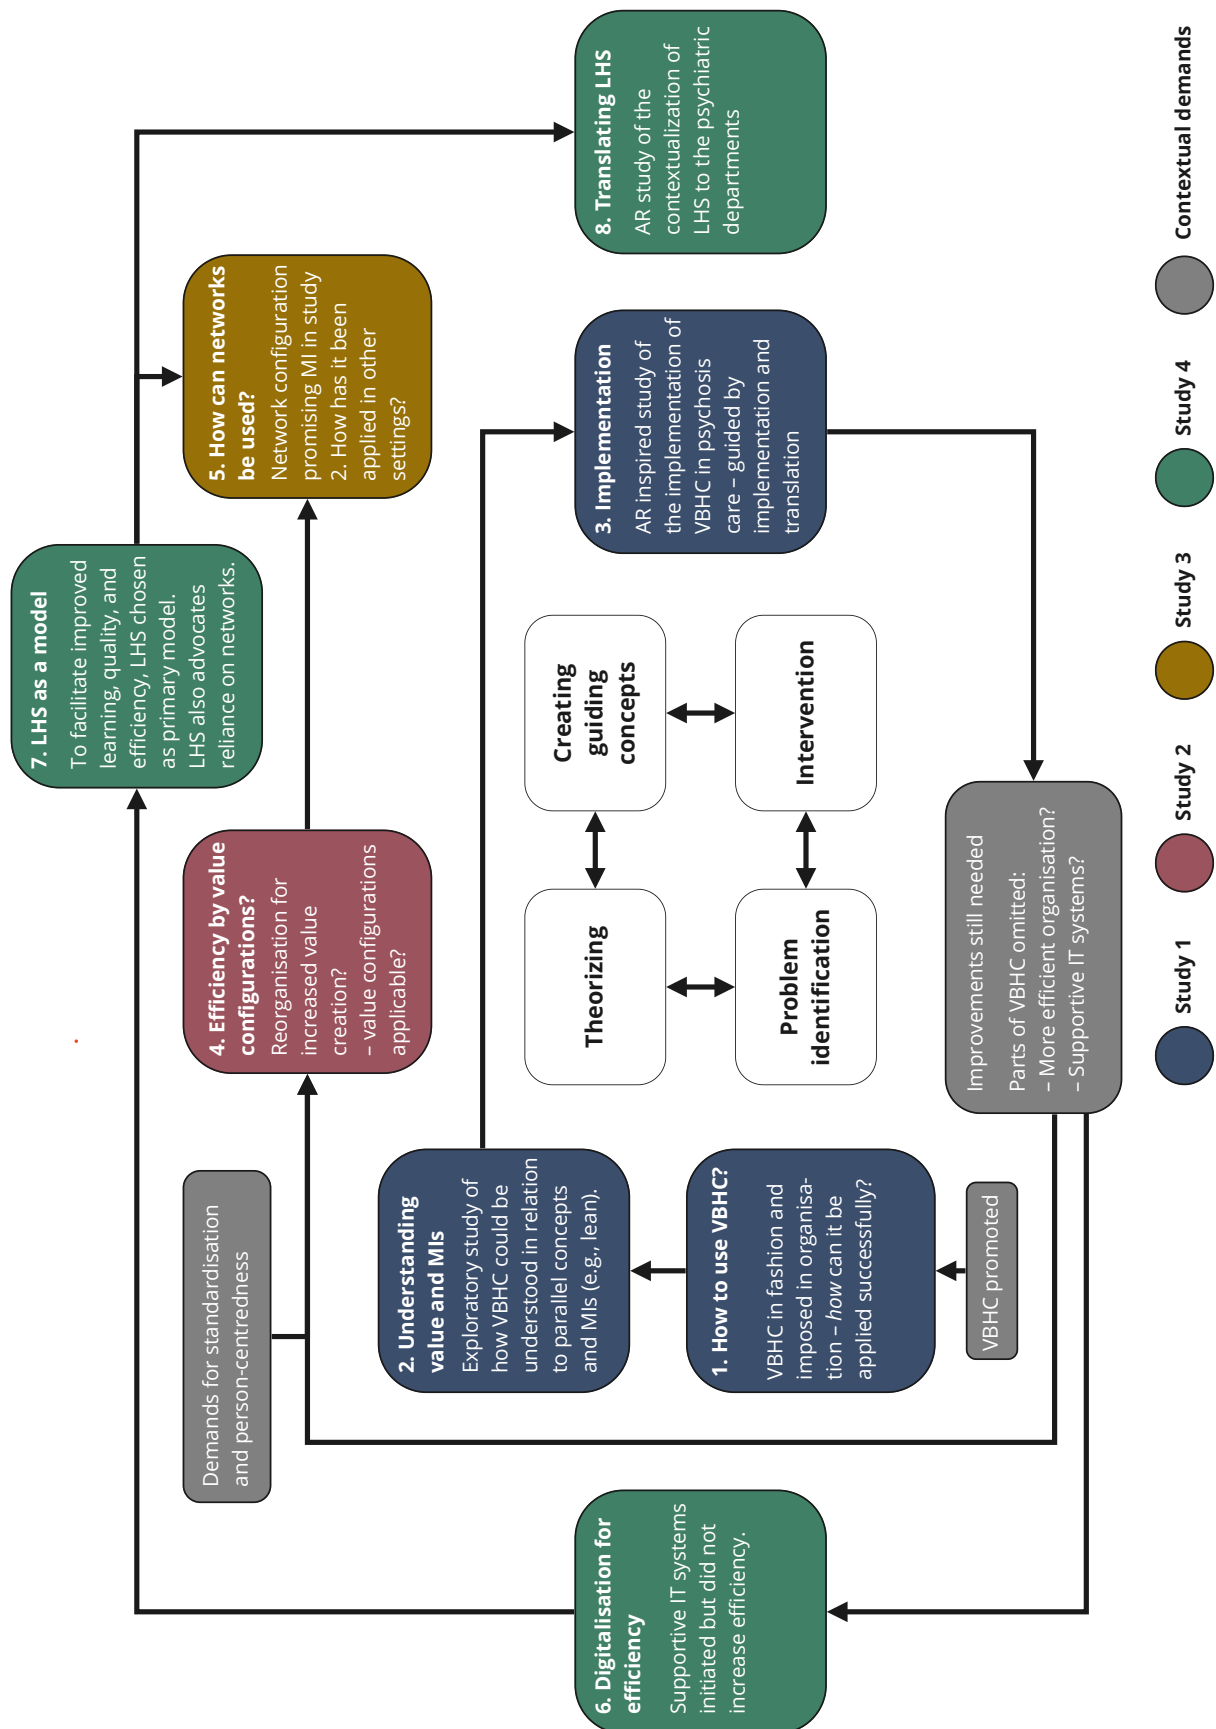 7. LHS as a model
To facilitate improved
learning, quality, and
efficiency, LHS chosen
as primary model.
LHS also advocates
reliance on networks.
Demands for standardisation
and person-centredness
4. Efficiency by value
configurations?
Reorganisation for
increased value
creation?
– value configurations
applicable?
5. How can networks
be used?
Network configuration
promising MI in study
2. How has it been
applied in other
settings?
2. Understanding
value and MIs
Exploratory study of
how VBHC could be
understood in relation
to parallel concepts
and MIs (e.g., lean).
6. Digitalisation for
efficiency
Supportive IT systems
initiated but did not
increase efficiency.
Theorizing
Creating
guiding
concepts
3. Implementation
AR inspired study of
the implementation of
VBHC in psychosis
care – guided by
implementation and
translation
8. Translating LHS
AR study of the
contextualization of
LHS to the psychiatric
departments
1. How to use VBHC?
VBHC in fashion and
imposed in organisa-
tion – how can it be
applied successfully?
Problem
identification
Intervention
VBHC promoted
Improvements still needed
Parts of VBHC omitted:
– More efficient organisation?
– Supportive IT systems?
Study 1
Study 2
Study 3
Study 4
Contextual demands